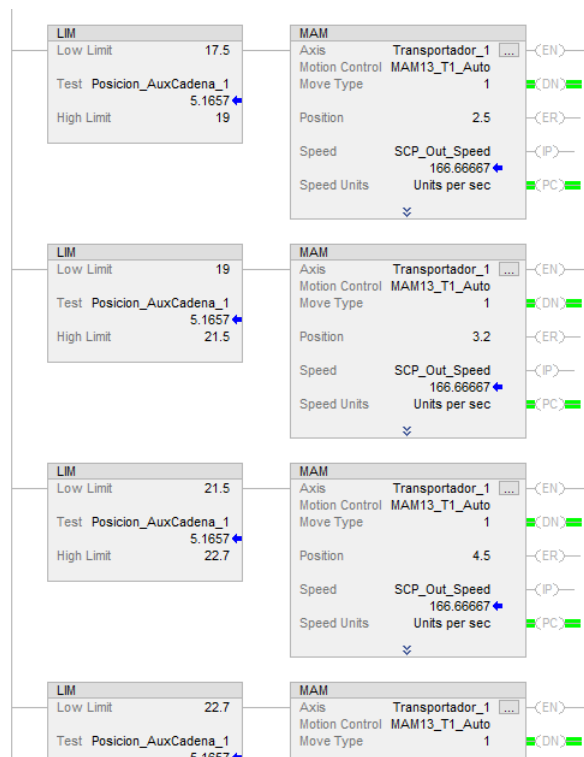 LIM
Low Limit 17.5
Test Posicion_AuxCadena_1
5.1657
High Limit 19
MAM
Axis Transportador_1 ... (EN)
Motion Control MAM13_T1_Auto
Move Type 1 (DN)
Position 2.5 (ER)
Speed SCP_Out_Speed (IP)
166.66667
Speed Units Units per sec (PC)
LIM
Low Limit 19
Test Posicion_AuxCadena_1
5.1657
High Limit 21.5
MAM
Axis Transportador_1 ... (EN)
Motion Control MAM13_T1_Auto
Move Type 1 (DN)
Position 3.2 (ER)
Speed SCP_Out_Speed (IP)
166.66667
Speed Units Units per sec (PC)
LIM
Low Limit 21.5
Test Posicion_AuxCadena_1
5.1657
High Limit 22.7
MAM
Axis Transportador_1 ... (EN)
Motion Control MAM13_T1_Auto
Move Type 1 (DN)
Position 4.5 (ER)
Speed SCP_Out_Speed (IP)
166.66667
Speed Units Units per sec (PC)
LIM
Low Limit 22.7
Test Posicion_AuxCadena_1
5.1657
MAM
Axis Transportador_1 ... (EN)
Motion Control MAM13_T1_Auto
Move Type 1 (DN)